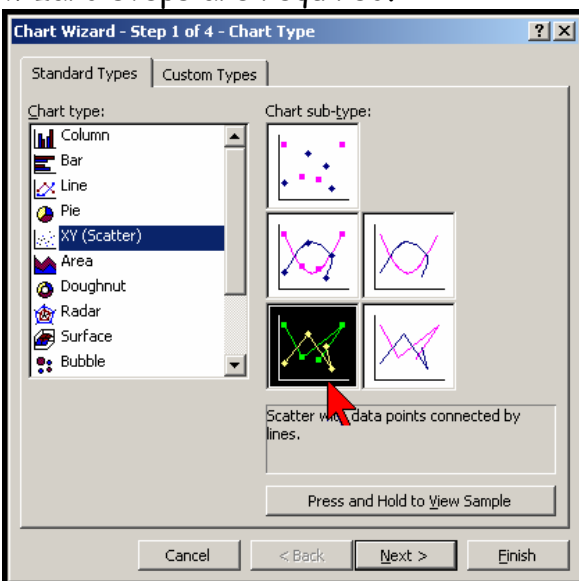 Chart Wizard - Step 1 of 4 - Chart Type
Standard Types
Custom Types
Chart type:
Column
Bar
Line
Pie
XY (Scatter)
Area
Doughnut
Radar
Surface
Bubble
Chart sub-type:
Scatter with data points connected by
lines.
Press and Hold to View Sample
Cancel
< Back
Next >
Finish